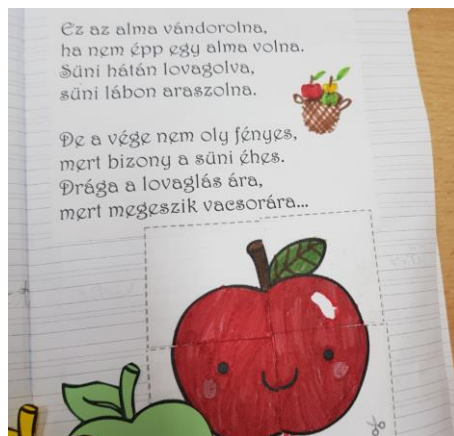 Ez az alma vándorolna,
ha nem épp egy alma volna.
Süni hátán lovagolva,
süni lábon araszolna.
De a vége nem oly fényes,
mert bizony a süni éhes.
Drága a lovaglás ára,
mert megeszik vacsorára...